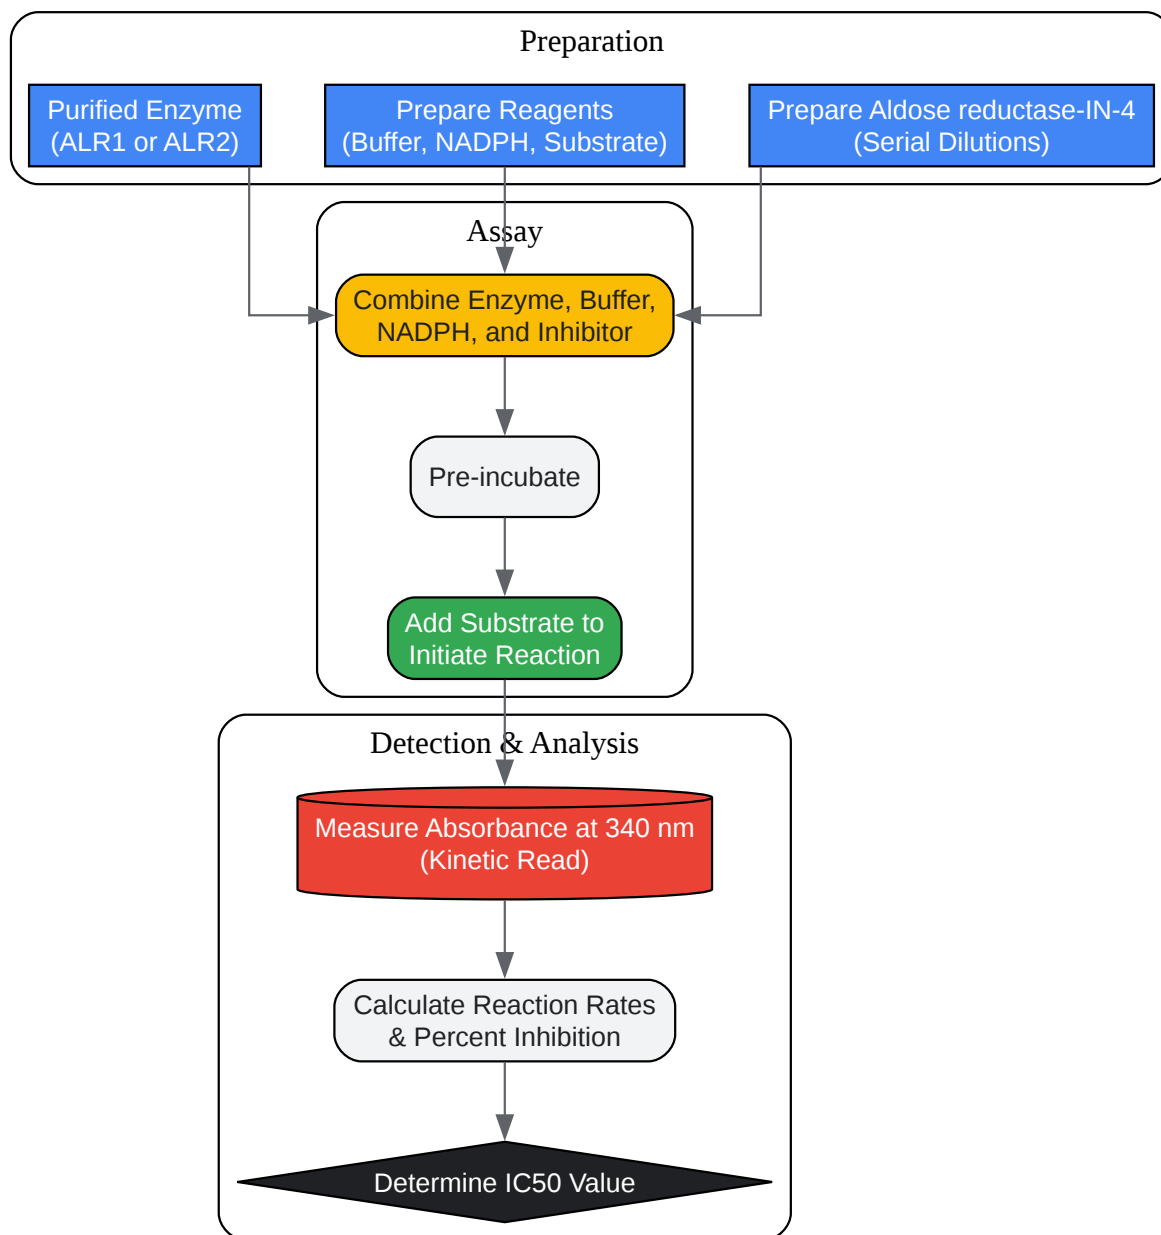 Preparation
Purified Enzyme
(ALR1 or ALR2)
Prepare Reagents
(Buffer, NADPH, Substrate)
Prepare Aldose reductase-IN-4
(Serial Dilutions)
Assay
Combine Enzyme, Buffer,
NADPH, and Inhibitor
Pre-incubate
Add Substrate to
Initiate Reaction
Detection & Analysis
Measure Absorbance at 340 nm
(Kinetic Read)
Calculate Reaction Rates
& Percent Inhibition
Determine IC50 Value